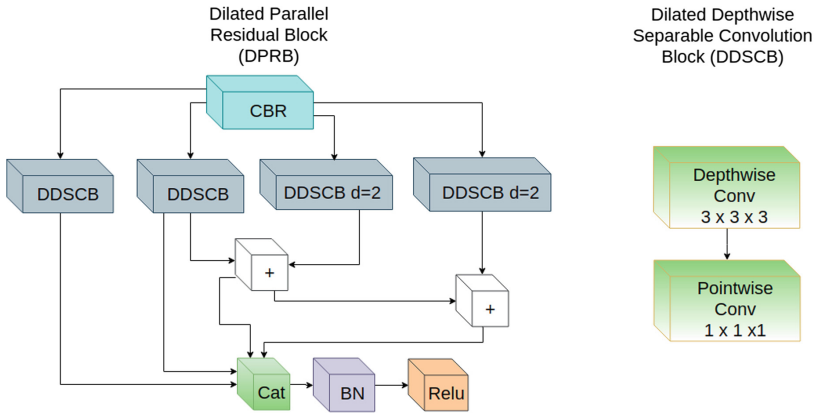 Dilated Parallel
Residual Block
(DPRB)
Dilated Depthwise
Separable Convolution
Block (DDSCB)
CBR
DDSCB
DDSCB
DDSCB d=2
DDSCB d=2
+
+
Cat
BN
Relu
Depthwise
Conv
3 x 3 x 3
Pointwise
Conv
1 x 1 x1